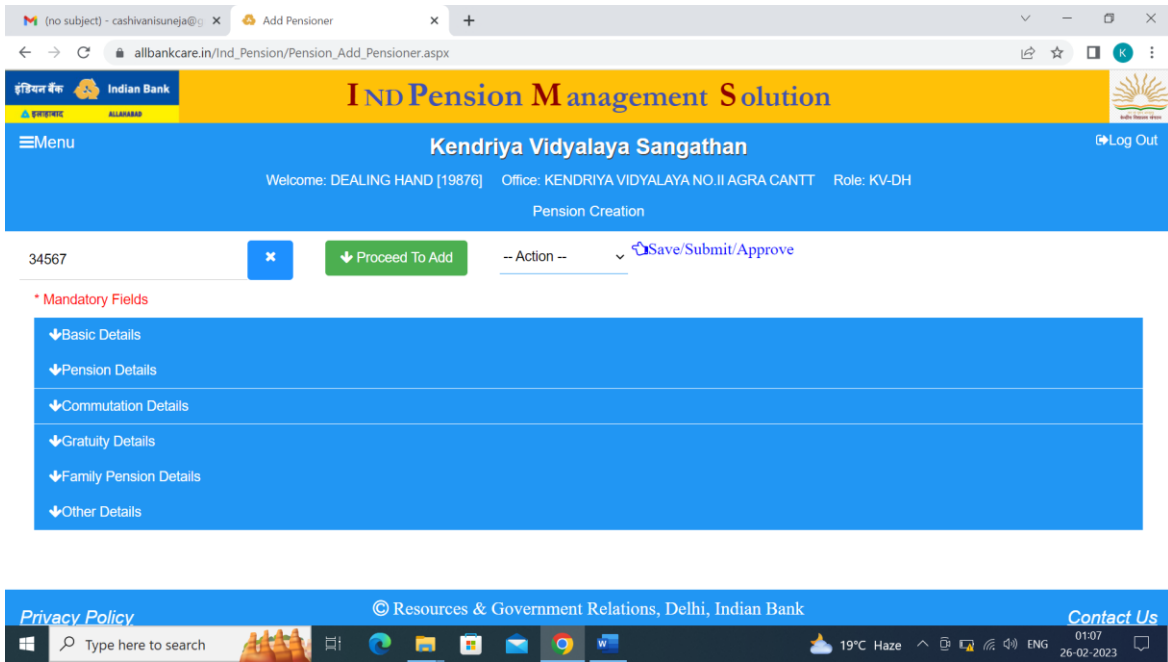 (no subject) - cashivanisuneja@g
Add Pensioner
allbankcare.in/Ind_Pension/Pension_Add_Pensioner.aspx
K
इंडियन बैंक Indian Bank
इलाहाबाद ALLAHABAD
IND Pension Management Solution
Menu
Kendriya Vidyalaya Sangathan
Log Out
Welcome: DEALING HAND [19876] Office: KENDRIYA VIDYALAYA NO.II AGRA CANTT Role: KV-DH
Pension Creation
34567
Proceed To Add
-- Action --
Save/Submit/Approve
* Mandatory Fields
Basic Details
Pension Details
Commutation Details
Gratuity Details
Family Pension Details
Other Details
Privacy Policy
© Resources & Government Relations, Delhi, Indian Bank
Contact Us
Type here to search
19°C Haze
ENG
01:07
26-02-2023